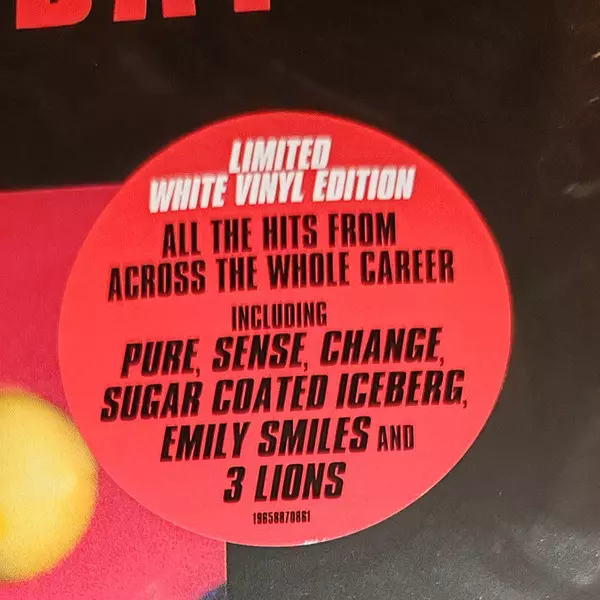 LIMITED
WHITE VINYL EDITION
ALL THE HITS FROM
ACROSS THE WHOLE CAREER
INCLUDING
PURE, SENSE, CHANGE,
SUGAR COATED ICEBERG,
EMILY SMILES AND
3 LIONS
19658870861